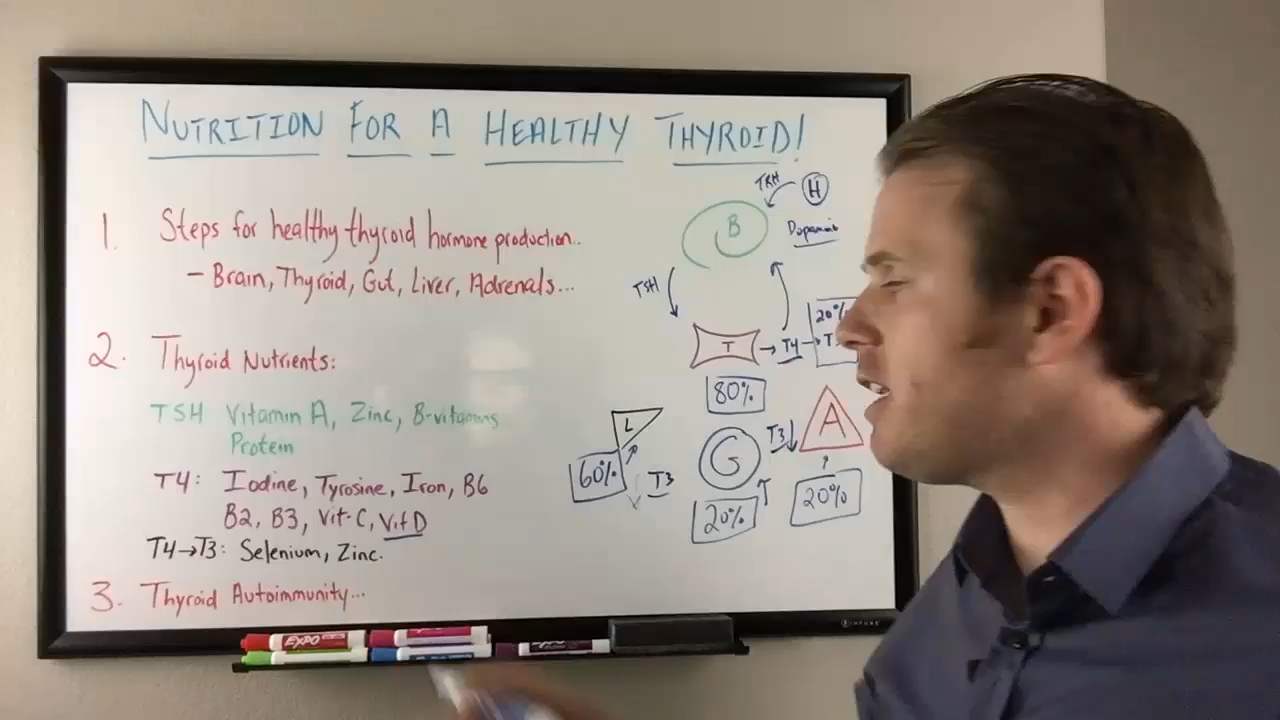 NUTRITION FOR A HEALTHY THYROID!
1. Steps for healthy thyroid hormone production..
- Brain, Thyroid, Gut, Liver, Adrenals...
2. Thyroid Nutrients:
TSH Vitamin A, Zinc, B-vitamins
Protein
T4: Iodine, Tyrosine, Iron, B6
B2, B3, Vit-C, Vit D
T4→T3: Selenium, Zinc.
3. Thyroid Autoimmunity...
TRH
H
B
TSH
T → T4 →
20%
80%
L
60%
T3
G
20%
T3
A
20%
EXPO
EXPO